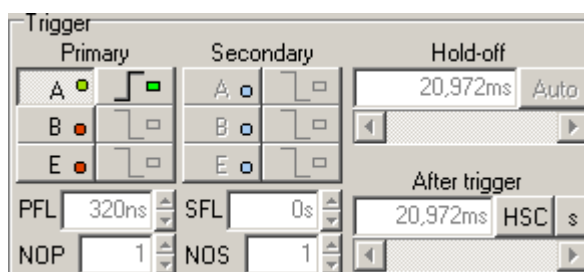 Trigger
Primary Secondary Hold-off
A A 20,972ms Auto
B B
E E After trigger
PFL 320ns SFL 0s 20,972ms HSC s
NOP 1 NOS 1